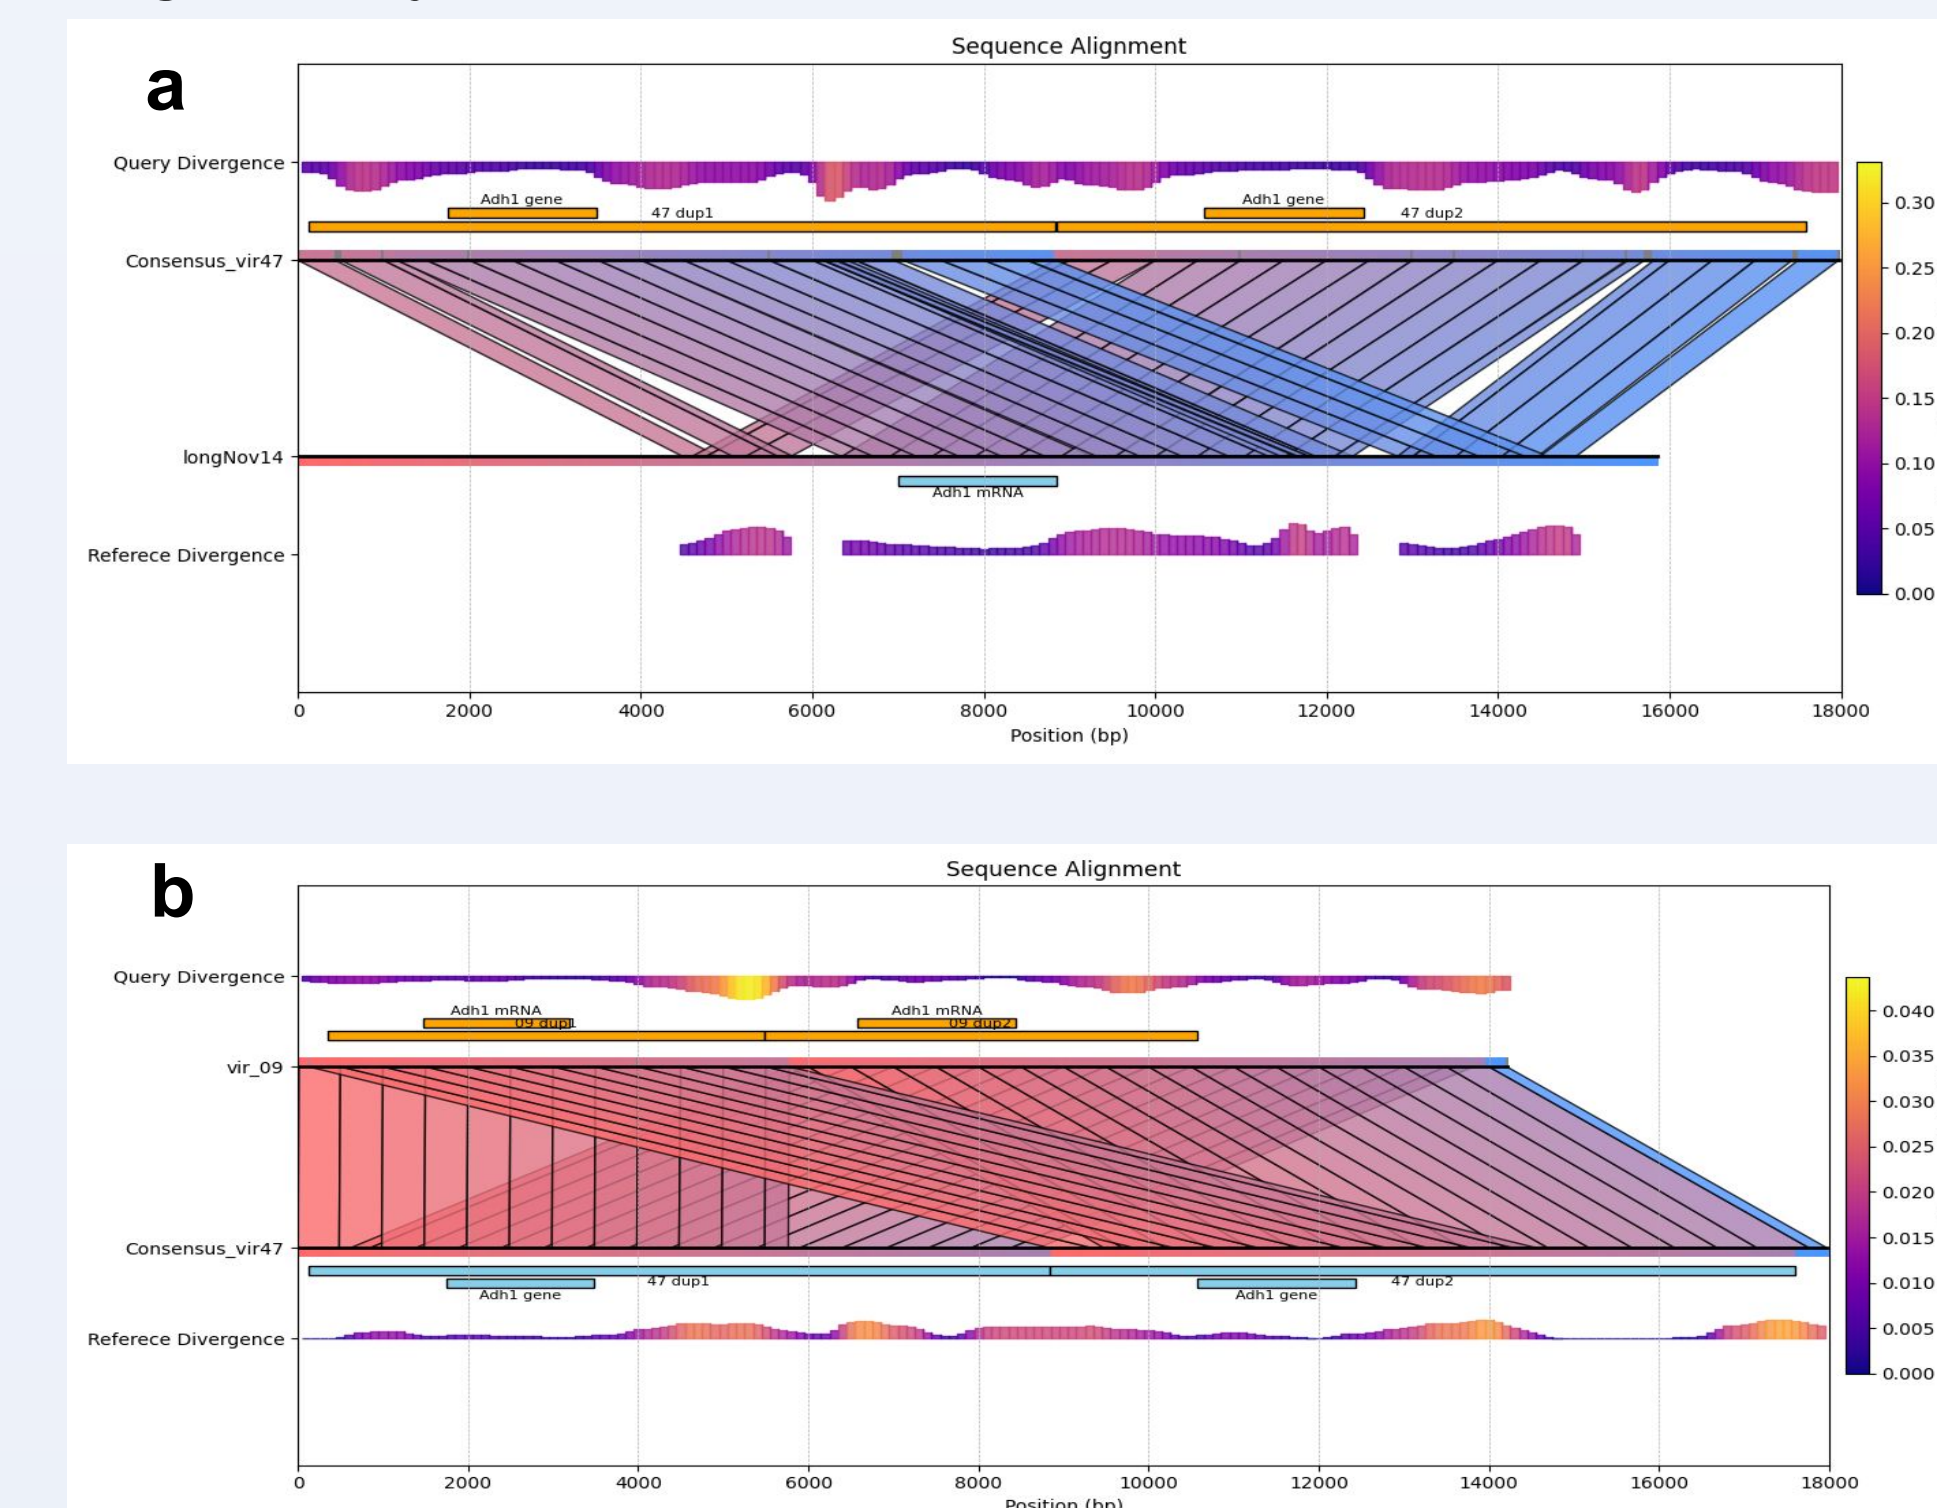 a
Sequence Alignment
Query Divergence
Adh1 gene
47 dup1
Adh1 gene
47 dup2
Consensus_vir47
longNov14
Adh1 mRNA
Referece Divergence
0 2000 4000 6000 8000 10000 12000 14000 16000 18000
Position (bp)
0.30
0.25
0.20
0.15
0.10
0.05
0.00
b
Sequence Alignment
Query Divergence
Adh1 mRNA
09 dup1
Adh1 mRNA
09 dup2
vir_09
Consensus_vir47
47 dup1
Adh1 gene
47 dup2
Adh1 gene
Referece Divergence
0 2000 4000 6000 8000 10000 12000 14000 16000 18000
Position (bp)
0.040
0.035
0.030
0.025
0.020
0.015
0.010
0.005
0.000